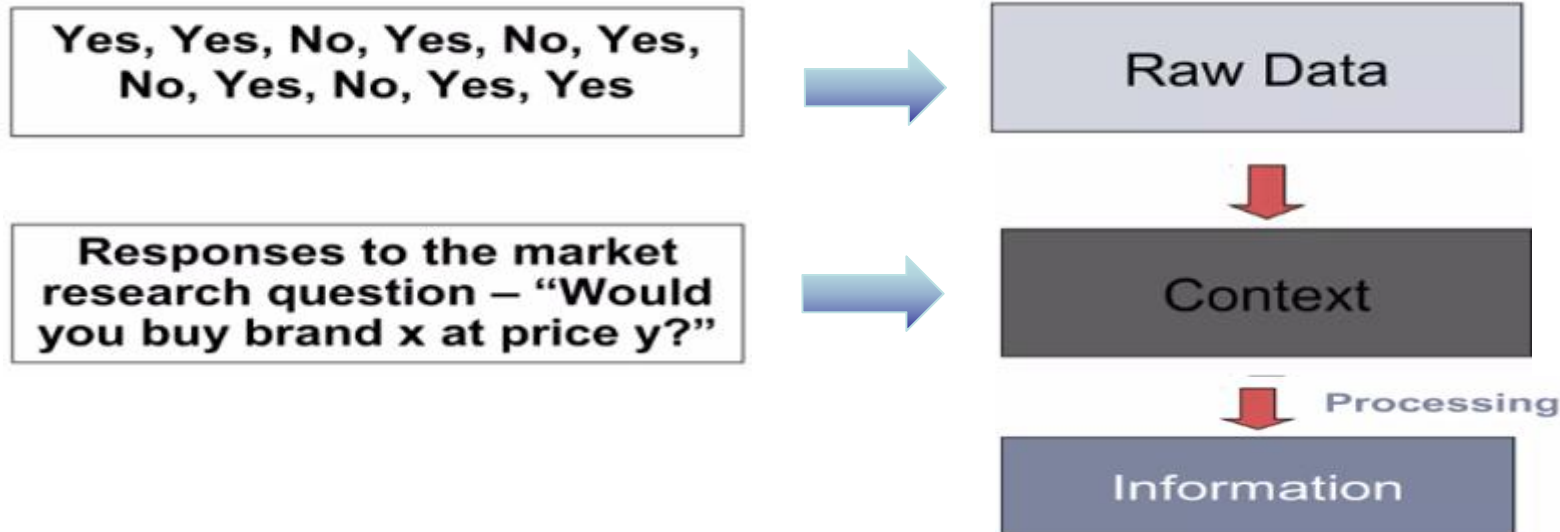 Yes, Yes, No, Yes, No, Yes,
No, Yes, No, Yes, Yes
Raw Data
Responses to the market
research question – “Would
you buy brand x at price y?”
Context
Processing
Information